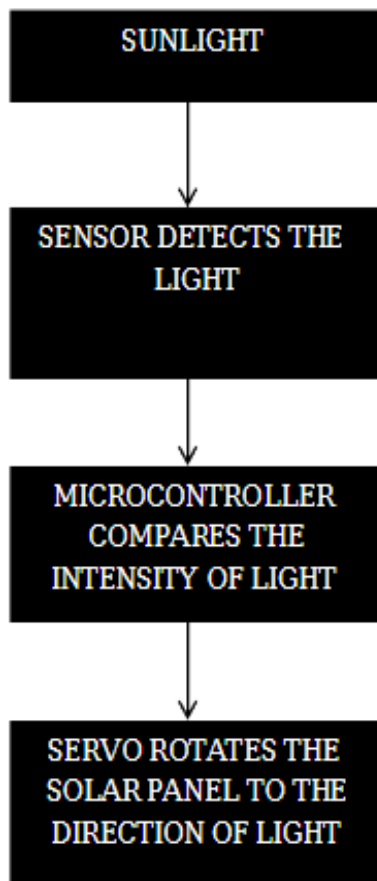 SUNLIGHT
SENSOR DETECTS THE
LIGHT
MICROCONTROLLER
COMPARES THE
INTENSITY OF LIGHT
SERVO ROTATES THE
SOLAR PANEL TO THE
DIRECTION OF LIGHT